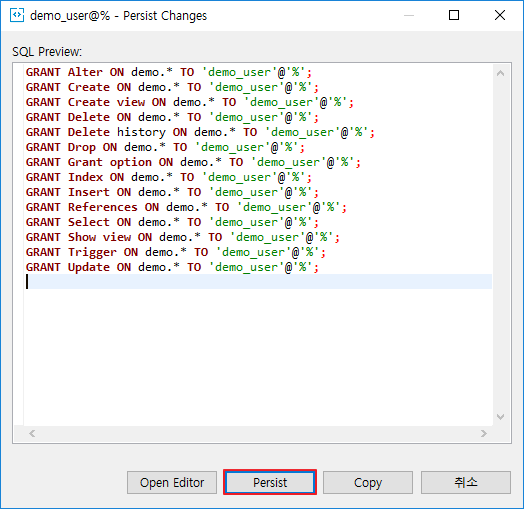 demo_user@% - Persist Changes
SQL Preview:
GRANT Alter ON demo.* TO 'demo_user'@'%';
GRANT Create ON demo.* TO 'demo_user'@'%';
GRANT Create view ON demo.* TO 'demo_user'@'%';
GRANT Delete ON demo.* TO 'demo_user'@'%';
GRANT Delete history ON demo.* TO 'demo_user'@'%';
GRANT Drop ON demo.* TO 'demo_user'@'%';
GRANT Grant option ON demo.* TO 'demo_user'@'%';
GRANT Index ON demo.* TO 'demo_user'@'%';
GRANT Insert ON demo.* TO 'demo_user'@'%';
GRANT References ON demo.* TO 'demo_user'@'%';
GRANT Select ON demo.* TO 'demo_user'@'%';
GRANT Show view ON demo.* TO 'demo_user'@'%';
GRANT Trigger ON demo.* TO 'demo_user'@'%';
GRANT Update ON demo.* TO 'demo_user'@'%';
Open Editor Persist Copy 취소